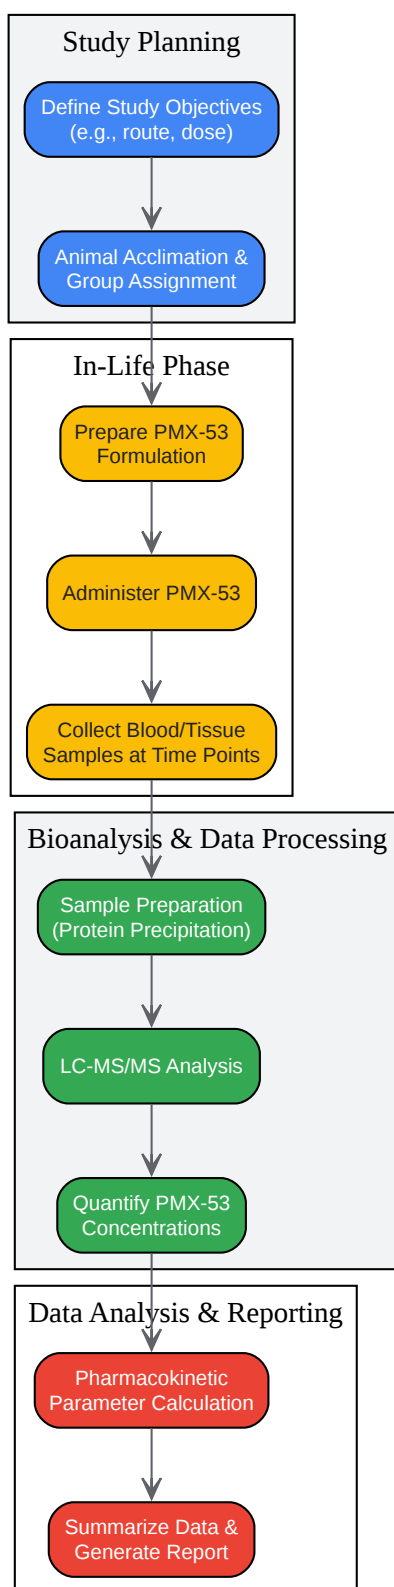 Study Planning
Define Study Objectives
(e.g., route, dose)
Animal Acclimation &
Group Assignment
In-Life Phase
Prepare PMX-53
Formulation
Administer PMX-53
Collect Blood/Tissue
Samples at Time Points
Bioanalysis & Data Processing
Sample Preparation
(Protein Precipitation)
LC-MS/MS Analysis
Quantify PMX-53
Concentrations
Data Analysis & Reporting
Pharmacokinetic
Parameter Calculation
Summarize Data &
Generate Report